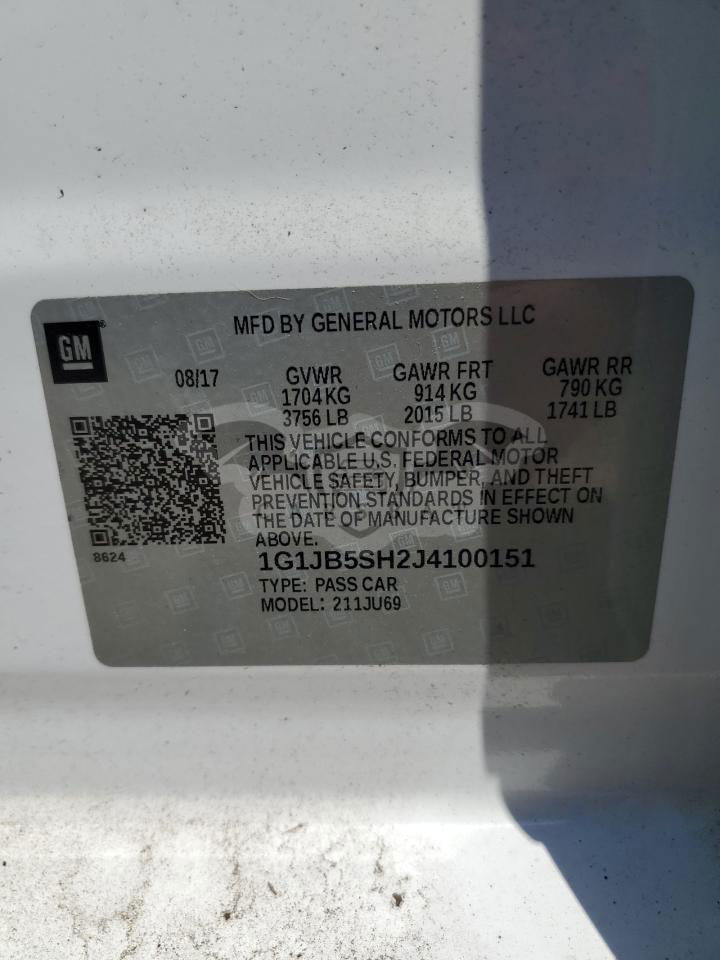 GM
MFD BY GENERAL MOTORS LLC
08/17 GVWR GAWR FRT GAWR RR
1704 KG 914 KG 790 KG
3756 LB 2015 LB 1741 LB
THIS VEHICLE CONFORMS TO ALL
APPLICABLE U.S. FEDERAL MOTOR
VEHICLE SAFETY, BUMPER, AND THEFT
PREVENTION STANDARDS IN EFFECT ON
THE DATE OF MANUFACTURE SHOWN
ABOVE.
8624
1G1JB5SH2J4100151
TYPE: PASS CAR
MODEL: 211JU69